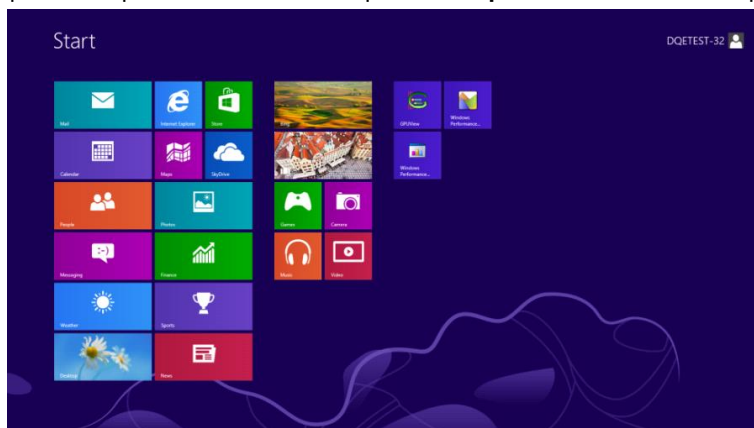 Start
DQETEST-32
Mail
Internet Explorer
Store
Bing
GPUView
Windows Performance...
Calendar
Maps
SkyDrive
Windows Performance...
People
Photos
Games
Camera
Messaging
Finance
Music
Video
Weather
Sports
Desktop
News